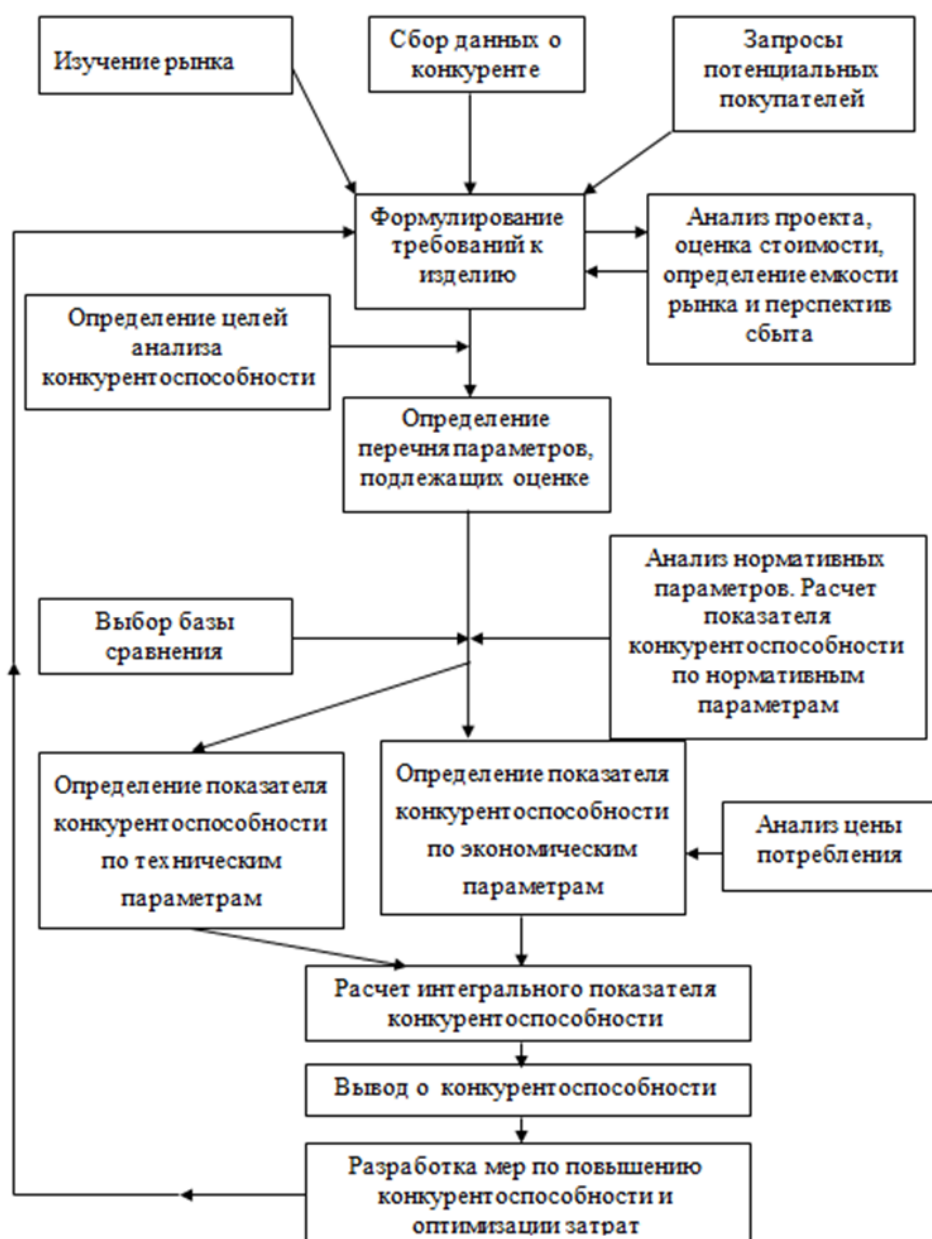 Изучение рынка
Сбор данных о
конкуренте
Запросы
потенциальных
покупателей
Формулирование
требований к
изделию
Анализ проекта,
оценка стоимости,
определение емкости
рынка и перспектив
сбыта
Определение целей
анализа
конкурентоспособности
Определение
перечня параметров,
подлежащих оценке
Анализ нормативных
параметров. Расчет
показателя
конкурентоспособности
по нормативным
параметрам
Выбор базы
сравнения
Определение показателя
конкурентоспособности
по техническим
параметрам
Определение показателя
конкурентоспособности
по экономическим
параметрам
Анализ цены
потребления
Расчет интегрального показателя
конкурентоспособности
Вывод о конкурентоспособности
Разработка мер по повышению
конкурентоспособности и
оптимизации затрат